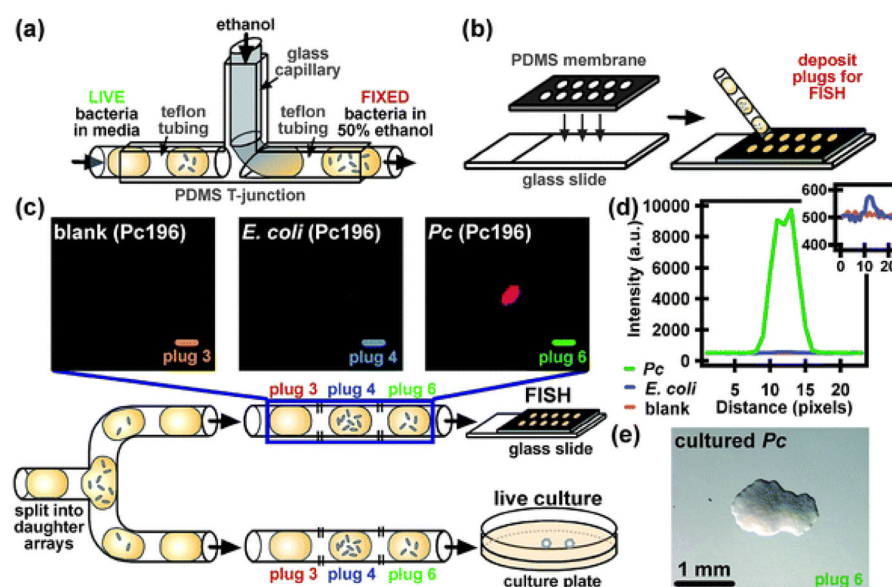 (a)
ethanol
glass
capillary
LIVE
bacteria
in media
teflon
tubing
teflon
tubing
FIXED
bacteria in
50% ethanol
PDMS T-junction
(b)
PDMS membrane
deposit
plugs for
FISH
glass slide
(c)
blank (Pc196)
E. coli (Pc196)
Pc (Pc196)
plug 3
plug 4
plug 6
plug 3 plug 4 plug 6
FISH
glass slide
split into
daughter
arrays
live culture
plug 3 plug 4 plug 6
culture plate
(d)
10000
8000
6000
4000
2000
0
Intensity (a.u.)
5 10 15 20
Distance (pixels)
600
500
400
0 10 20
Pc
E. coli
blank
(e)
cultured Pc
1 mm
plug 6